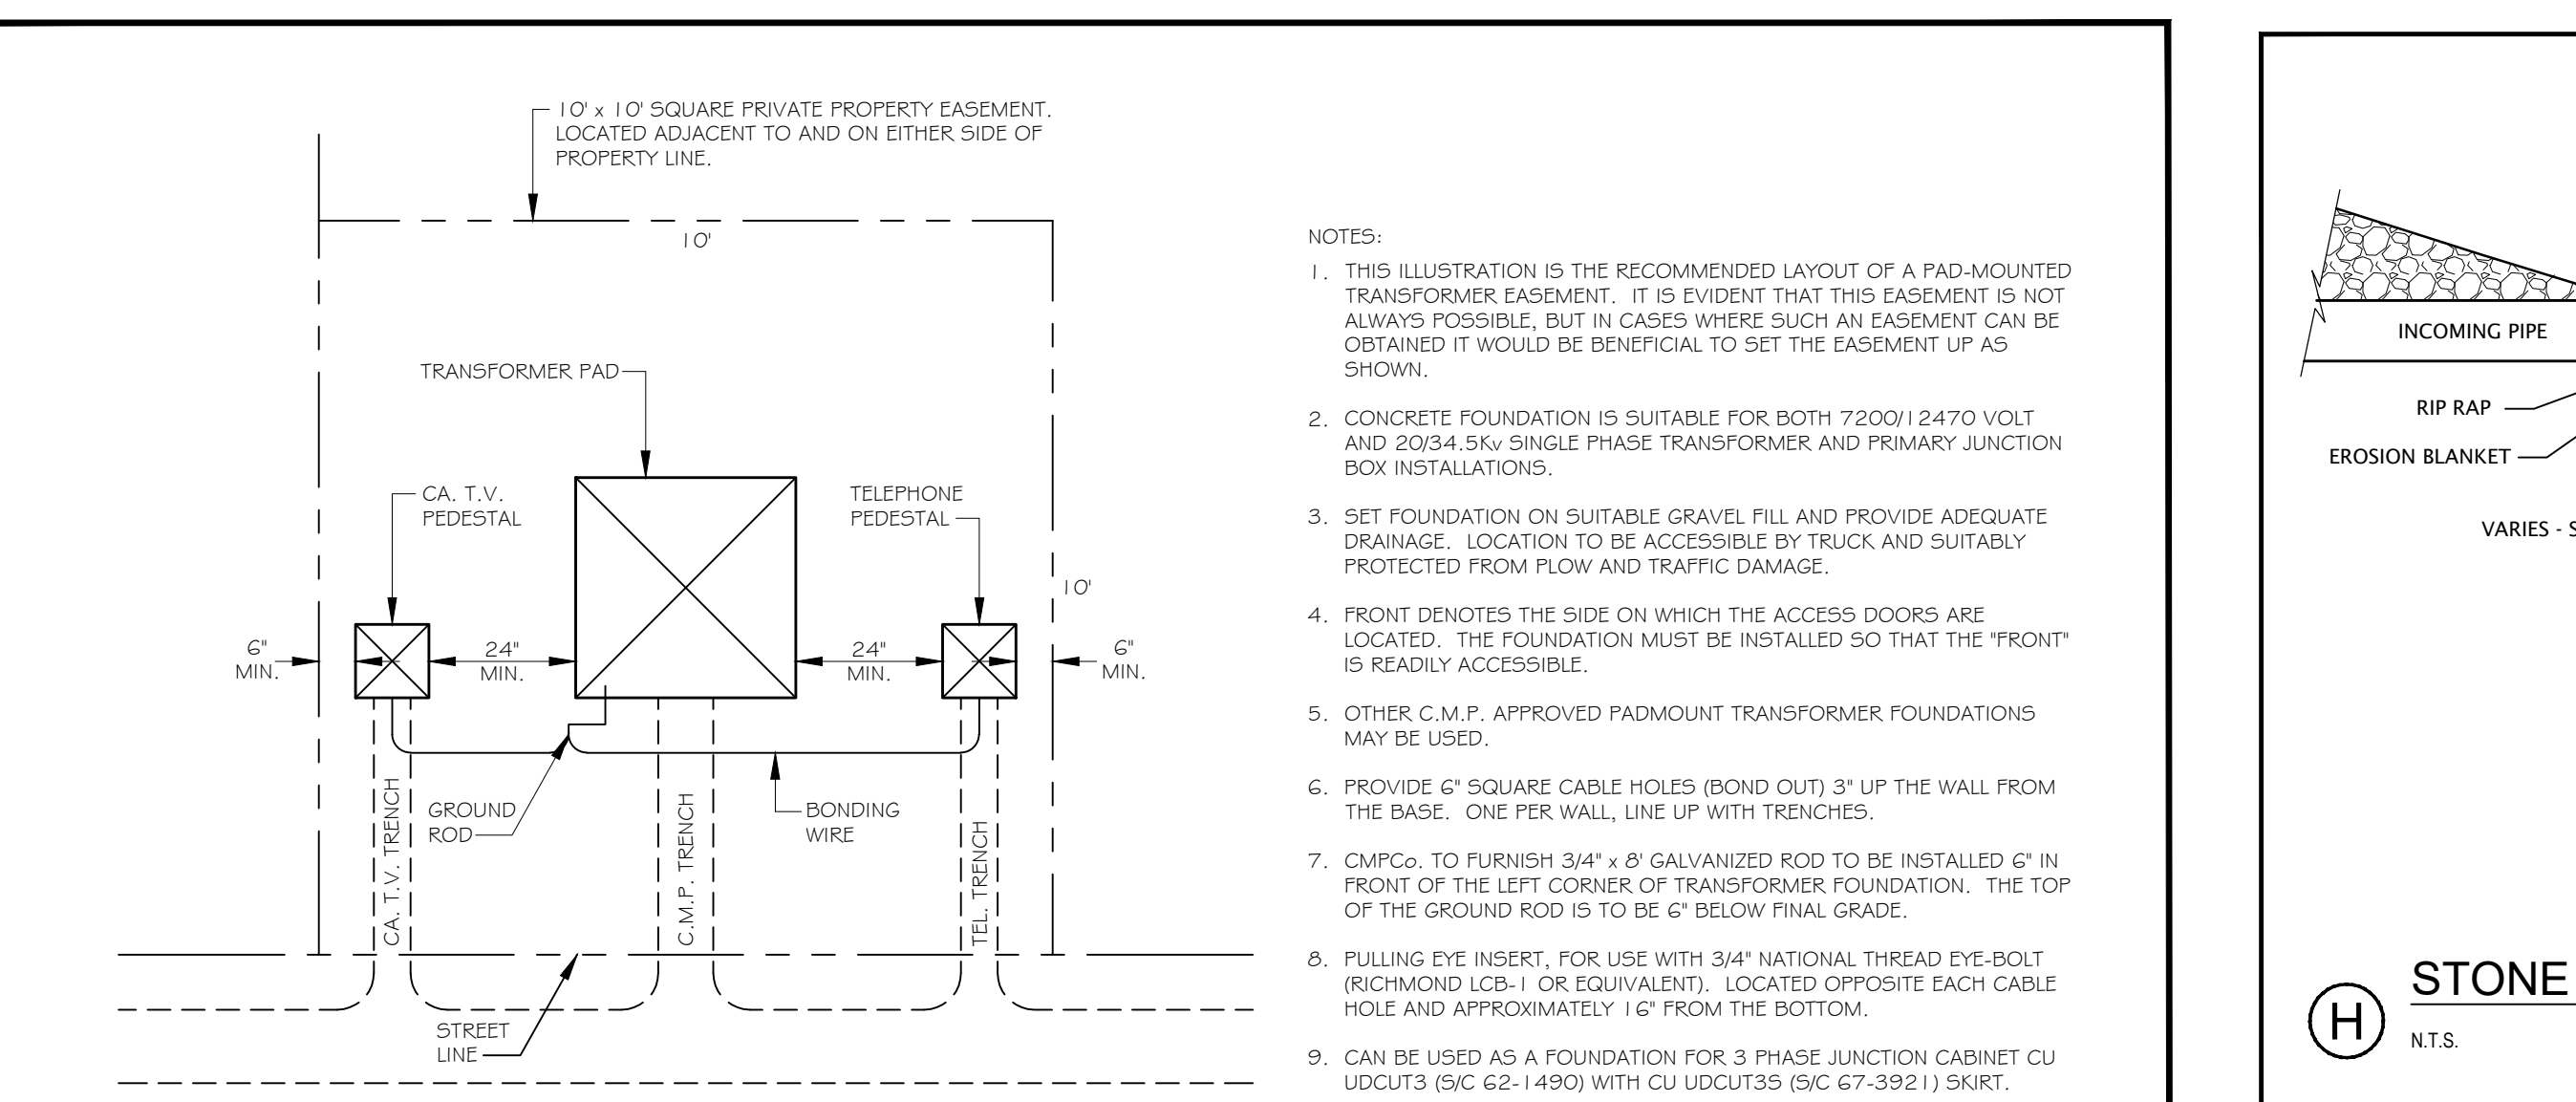 10' x 10' SQUARE PRIVATE PROPERTY EASEMENT.
LOCATED ADJACENT TO AND ON EITHER SIDE OF
PROPERTY LINE.
10'
TRANSFORMER PAD
CA. T.V.
PEDESTAL
TELEPHONE
PEDESTAL
10'
6"
MIN.
24"
MIN.
24"
MIN.
6"
MIN.
CA. T.V. TRENCH
GROUND
ROD
C.M.P. TRENCH
BONDING
WIRE
TEL. TRENCH
STREET
LINE
NOTES:
1. THIS ILLUSTRATION IS THE RECOMMENDED LAYOUT OF A PAD-MOUNTED
TRANSFORMER EASEMENT. IT IS EVIDENT THAT THIS EASEMENT IS NOT
ALWAYS POSSIBLE, BUT IN CASES WHERE SUCH AN EASEMENT CAN BE
OBTAINED IT WOULD BE BENEFICIAL TO SET THE EASEMENT UP AS
SHOWN.
2. CONCRETE FOUNDATION IS SUITABLE FOR BOTH 7200/12470 VOLT
AND 20/34.5Kv SINGLE PHASE TRANSFORMER AND PRIMARY JUNCTION
BOX INSTALLATIONS.
3. SET FOUNDATION ON SUITABLE GRAVEL FILL AND PROVIDE ADEQUATE
DRAINAGE. LOCATION TO BE ACCESSIBLE BY TRUCK AND SUITABLY
PROTECTED FROM PLOW AND TRAFFIC DAMAGE.
4. FRONT DENOTES THE SIDE ON WHICH THE ACCESS DOORS ARE
LOCATED. THE FOUNDATION MUST BE INSTALLED SO THAT THE "FRONT"
IS READILY ACCESSIBLE.
5. OTHER C.M.P. APPROVED PADMOUNT TRANSFORMER FOUNDATIONS
MAY BE USED.
6. PROVIDE 6" SQUARE CABLE HOLES (BOND OUT) 3" UP THE WALL FROM
THE BASE. ONE PER WALL, LINE UP WITH TRENCHES.
7. CMPCo. TO FURNISH 3/4" x 8' GALVANIZED ROD TO BE INSTALLED 6" IN
FRONT OF THE LEFT CORNER OF TRANSFORMER FOUNDATION. THE TOP
OF THE GROUND ROD IS TO BE 6" BELOW FINAL GRADE.
8. PULLING EYE INSERT, FOR USE WITH 3/4" NATIONAL THREAD EYE-BOLT
(RICHMOND LCB-1 OR EQUIVALENT). LOCATED OPPOSITE EACH CABLE
HOLE AND APPROXIMATELY 16" FROM THE BOTTOM.
9. CAN BE USED AS A FOUNDATION FOR 3 PHASE JUNCTION CABINET CU
UDCUT3 (S/C 62-1490) WITH CU UDCUT3S (S/C 67-3921) SKIRT.
INCOMING PIPE
RIP RAP
EROSION BLANKET
VARIES - S
H
STONE
N.T.S.